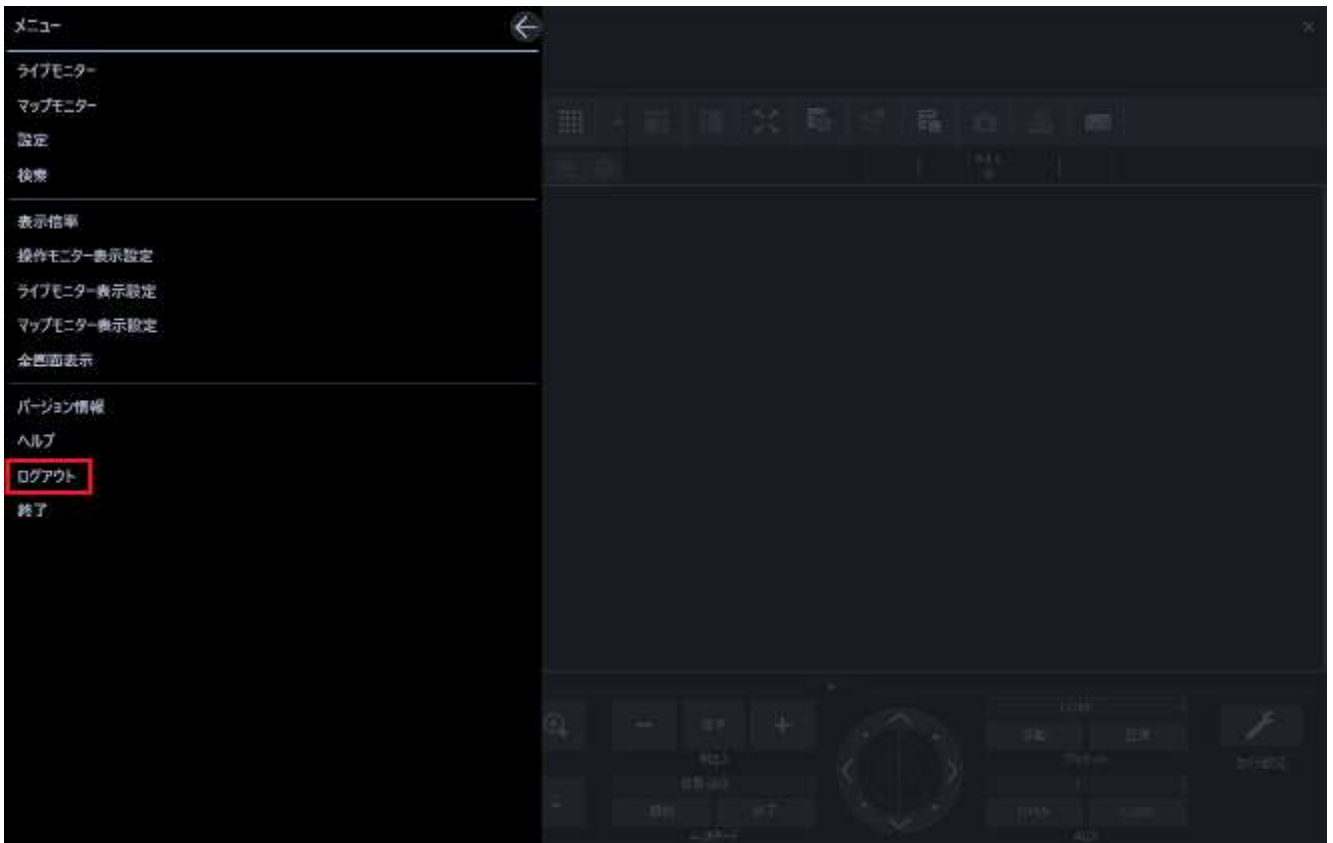 メニュー
ライブモニター
マップモニター
設定
検索
表示倍率
操作モニター表示設定
ライブモニター表示設定
マップモニター表示設定
全画面表示
バージョン情報
ヘルプ
ログアウト
終了